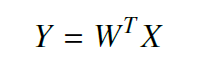 Y = W^T X